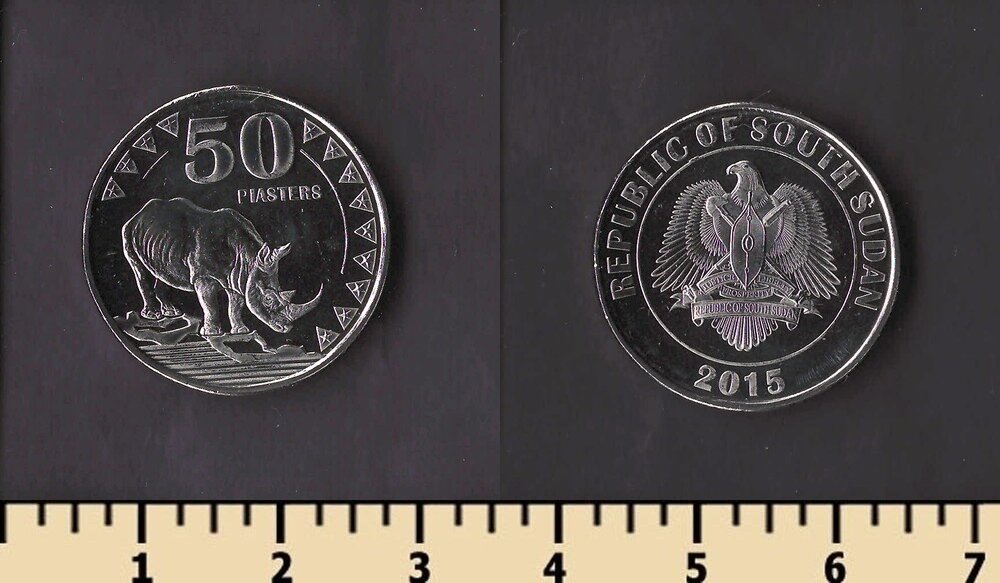 50
PIASTERS
REPUBLIC OF SOUTH SUDAN
PROSPERITY
REPUBLIC OF SOUTH SUDAN
2015
1 2 3 4 5 6 7